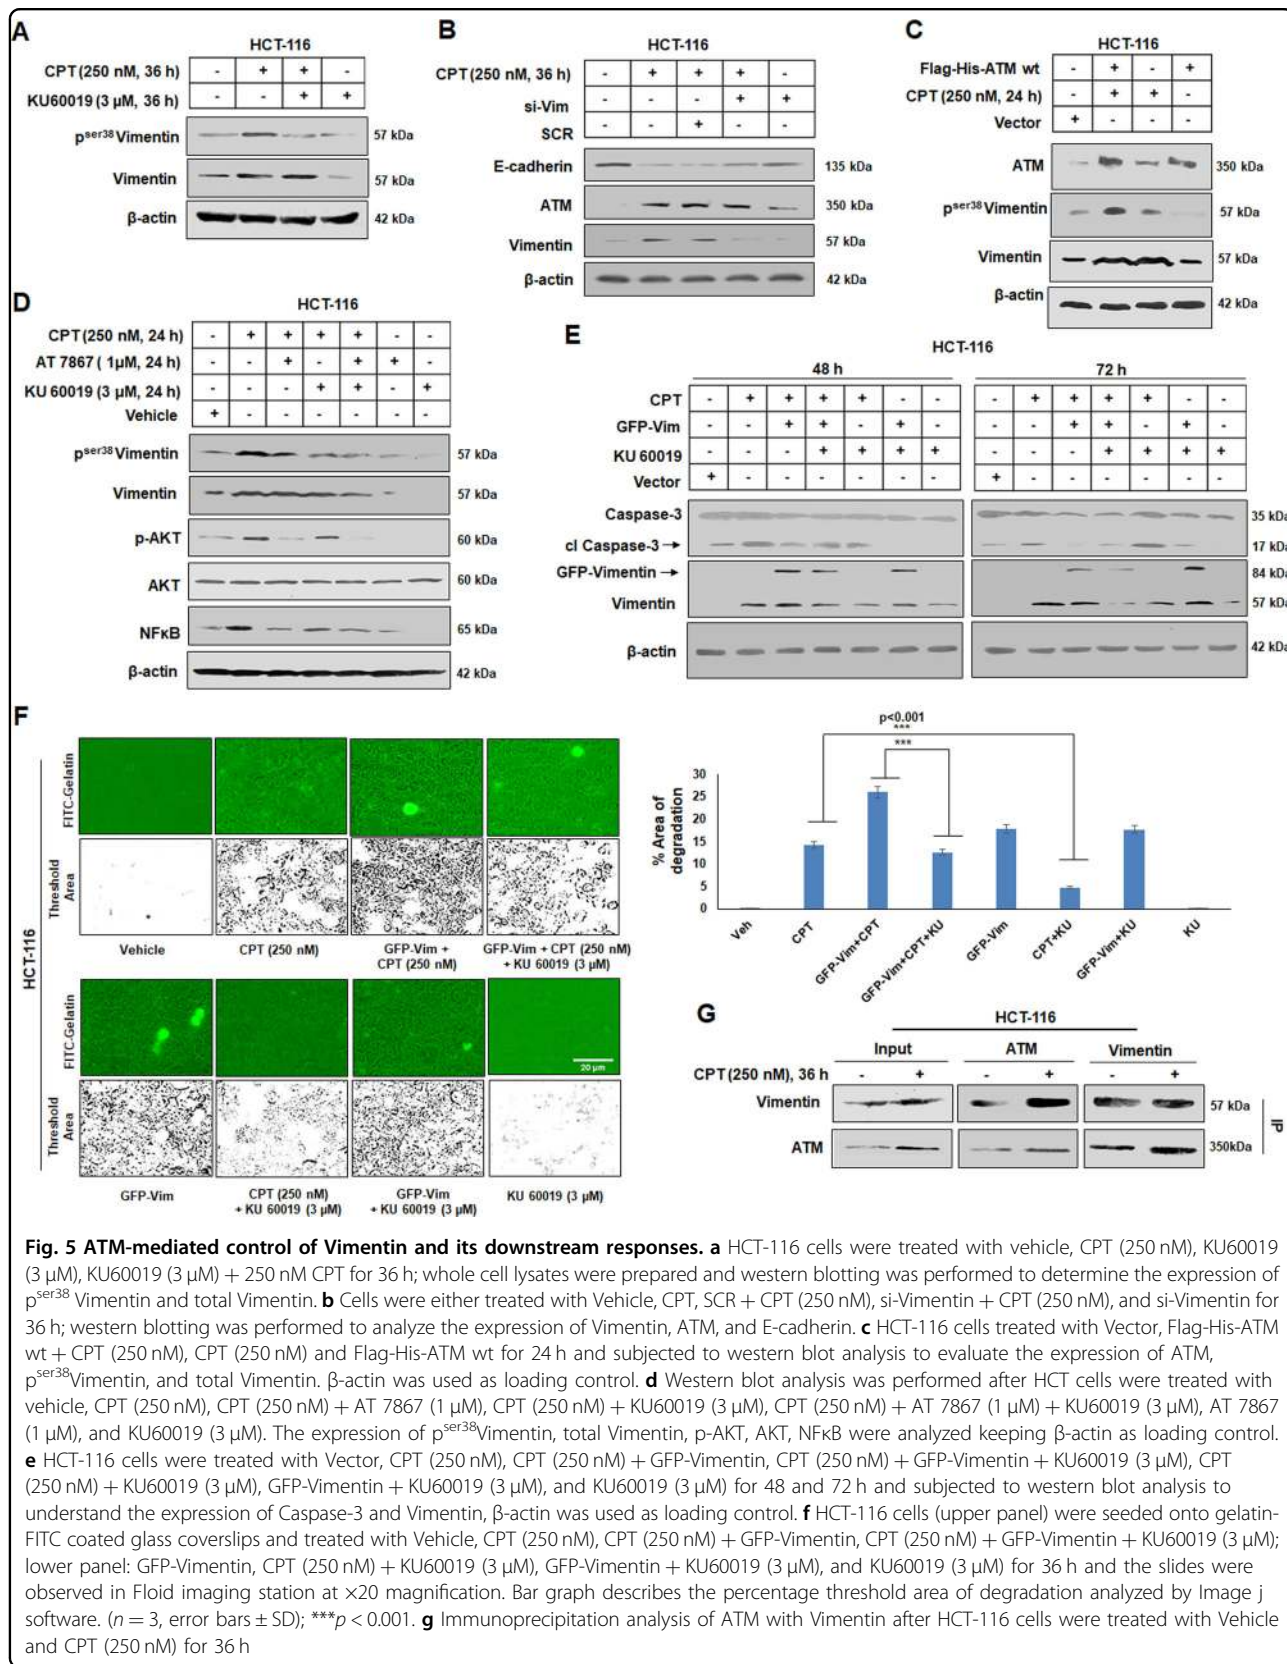 A
HCT-116
CPT (250 nM, 36 h) - + + -
KU60019 (3 µM, 36 h) - - + +
pser38 Vimentin 57 kDa
Vimentin 57 kDa
β-actin 42 kDa
B
HCT-116
CPT (250 nM, 36 h) - + + + -
si-Vim - - - + +
SCR - - + - -
E-cadherin 135 kDa
ATM 350 kDa
Vimentin 57 kDa
β-actin 42 kDa
C
HCT-116
Flag-His-ATM wt - + - +
CPT (250 nM, 24 h) - + + -
Vector + - - -
ATM 350 kDa
pser38 Vimentin 57 kDa
Vimentin 57 kDa
β-actin 42 kDa
D
HCT-116
CPT (250 nM, 24 h) - + + + + - -
AT 7867 ( 1µM, 24 h) - - + - + + -
KU 60019 (3 µM, 24 h) - - - + + - +
Vehicle + - - - - - -
pser38 Vimentin 57 kDa
Vimentin 57 kDa
p-AKT 60 kDa
AKT 60 kDa
NFκB 65 kDa
β-actin 42 kDa
E
HCT-116
48 h 72 h
CPT - + + + + - - - + + + + - -
GFP-Vim - - + + - + - - - + + - + -
KU 60019 - - - + + + + - - - + + + +
Vector + - - - - - - + - - - - - -
Caspase-3 35 kDa
cl Caspase-3 → 17 kDa
GFP-Vimentin → 84 kDa
Vimentin 57 kDa
β-actin 42 kDa
F
HCT-116
FITC-Gelatin
Threshold Area
Vehicle
CPT (250 nM)
GFP-Vim + CPT (250 nM)
GFP-Vim + CPT (250 nM) + KU 60019 (3 µM)
FITC-Gelatin
20 µm
Threshold Area
GFP-Vim
CPT (250 nM) + KU 60019 (3 µM)
GFP-Vim + KU 60019 (3 µM)
KU 60019 (3 µM)
p<0.001
***
***
% Area of degradation
30
25
20
15
10
5
0
Veh
CPT
GFP-Vim+CPT
GFP-Vim+CPT+KU
GFP-Vim
CPT+KU
GFP-Vim+KU
KU
G
HCT-116
Input ATM Vimentin
CPT (250 nM), 36 h - + - + - +
Vimentin 57 kDa
ATM 350kDa
IP
Fig. 5 ATM-mediated control of Vimentin and its downstream responses. a HCT-116 cells were treated with vehicle, CPT (250 nM), KU60019
(3 µM), KU60019 (3 µM) + 250 nM CPT for 36 h; whole cell lysates were prepared and western blotting was performed to determine the expression of
pser38 Vimentin and total Vimentin. b Cells were either treated with Vehicle, CPT, SCR + CPT (250 nM), si-Vimentin + CPT (250 nM), and si-Vimentin for
36 h; western blotting was performed to analyze the expression of Vimentin, ATM, and E-cadherin. c HCT-116 cells treated with Vector, Flag-His-ATM
wt + CPT (250 nM), CPT (250 nM) and Flag-His-ATM wt for 24 h and subjected to western blot analysis to evaluate the expression of ATM,
pser38Vimentin, and total Vimentin. β-actin was used as loading control. d Western blot analysis was performed after HCT cells were treated with
vehicle, CPT (250 nM), CPT (250 nM) + AT 7867 (1 µM), CPT (250 nM) + KU60019 (3 µM), CPT (250 nM) + AT 7867 (1 µM) + KU60019 (3 µM), AT 7867
(1 µM), and KU60019 (3 µM). The expression of pser38Vimentin, total Vimentin, p-AKT, AKT, NFκB were analyzed keeping β-actin as loading control.
e HCT-116 cells were treated with Vector, CPT (250 nM), CPT (250 nM) + GFP-Vimentin, CPT (250 nM) + GFP-Vimentin + KU60019 (3 µM), CPT
(250 nM) + KU60019 (3 µM), GFP-Vimentin + KU60019 (3 µM), and KU60019 (3 µM) for 48 and 72 h and subjected to western blot analysis to
understand the expression of Caspase-3 and Vimentin, β-actin was used as loading control. f HCT-116 cells (upper panel) were seeded onto gelatin-
FITC coated glass coverslips and treated with Vehicle, CPT (250 nM), CPT (250 nM) + GFP-Vimentin, CPT (250 nM) + GFP-Vimentin + KU60019 (3 µM);
lower panel: GFP-Vimentin, CPT (250 nM) + KU60019 (3 µM), GFP-Vimentin + KU60019 (3 µM), and KU60019 (3 µM) for 36 h and the slides were
observed in Floid imaging station at ×20 magnification. Bar graph describes the percentage threshold area of degradation analyzed by Image j
software. (n = 3, error bars ± SD); ***p < 0.001. g Immunoprecipitation analysis of ATM with Vimentin after HCT-116 cells were treated with Vehicle
and CPT (250 nM) for 36 h